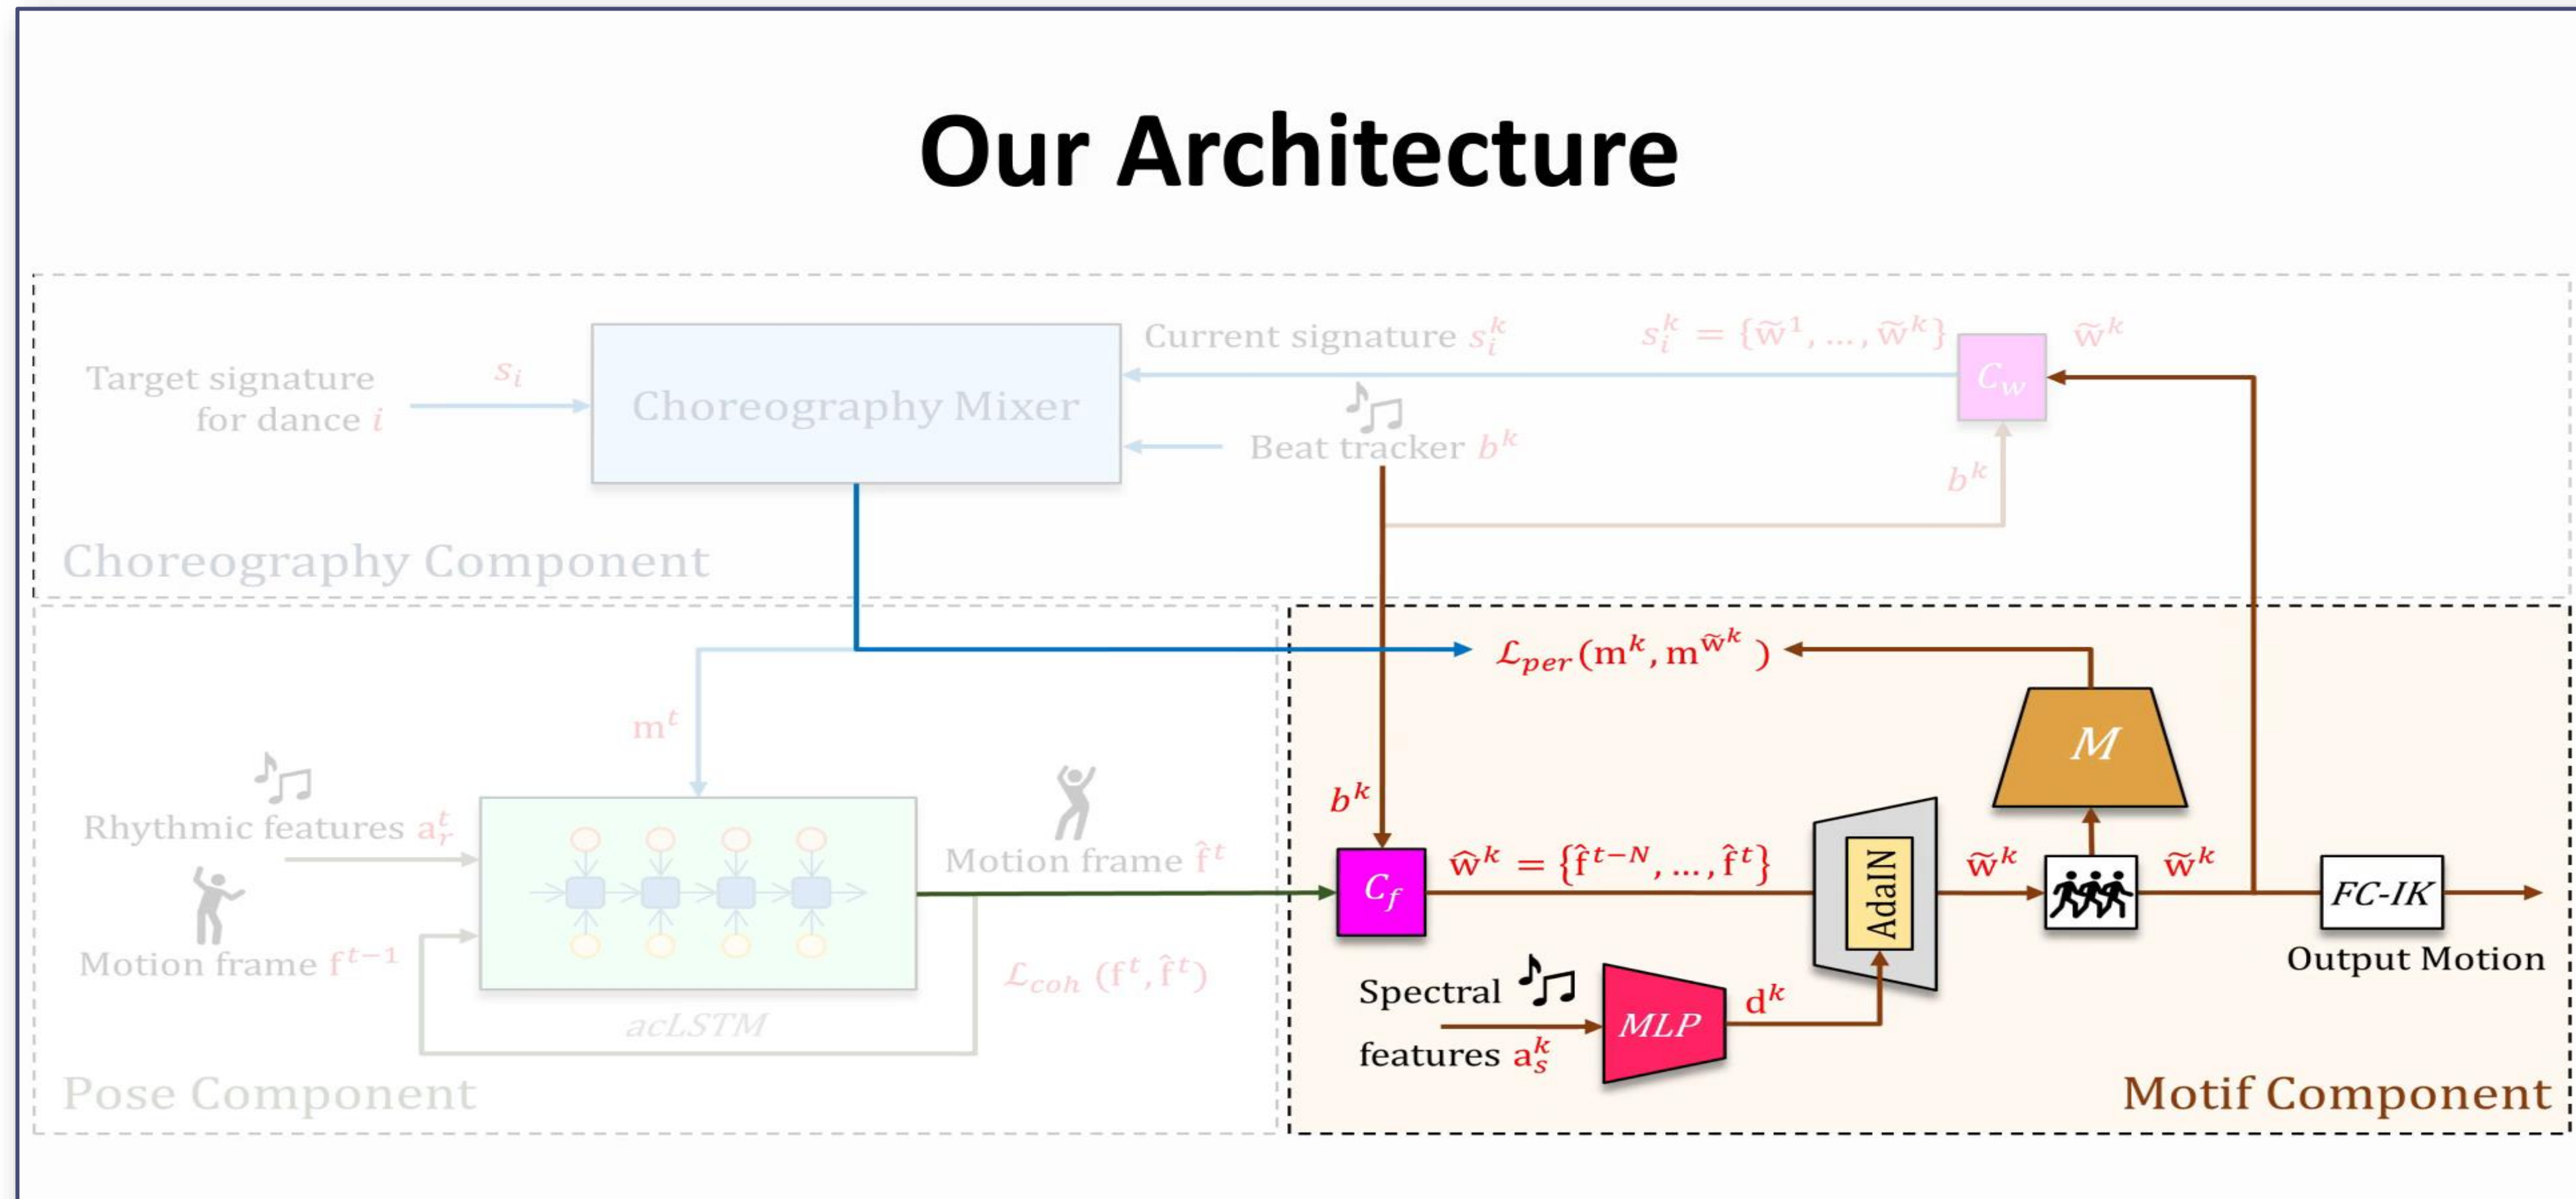 Our Architecture
Target signature
for dance i
s_i
Choreography Mixer
Current signature s_i^k
s_i^k = {w̃^1, …, w̃^k}
C_w
w̃^k
Beat tracker b^k
b^k
Choreography Component
m^t
Rhythmic features a_r^t
Motion frame f^{t−1}
acLSTM
Motion frame f̂^t
ℒ_coh (f^t, f̂^t)
Pose Component
ℒ_per(m^k, m^{w̃^k} )
b^k
C_f
ŵ^k = {f̂^{t−N}, …, f̂^t}
AdaIN
w̃^k
M
w̃^k
FC-IK
Output Motion
Spectral
features a_s^k
MLP
d^k
Motif Component